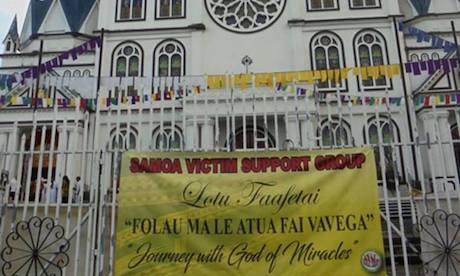 SAMOA VICTIM SUPPORT GROUP
Lotu Faafetai
"FOLAU MA LE ATUA FAI VAVEGA"
"Journey with God of Miracles"